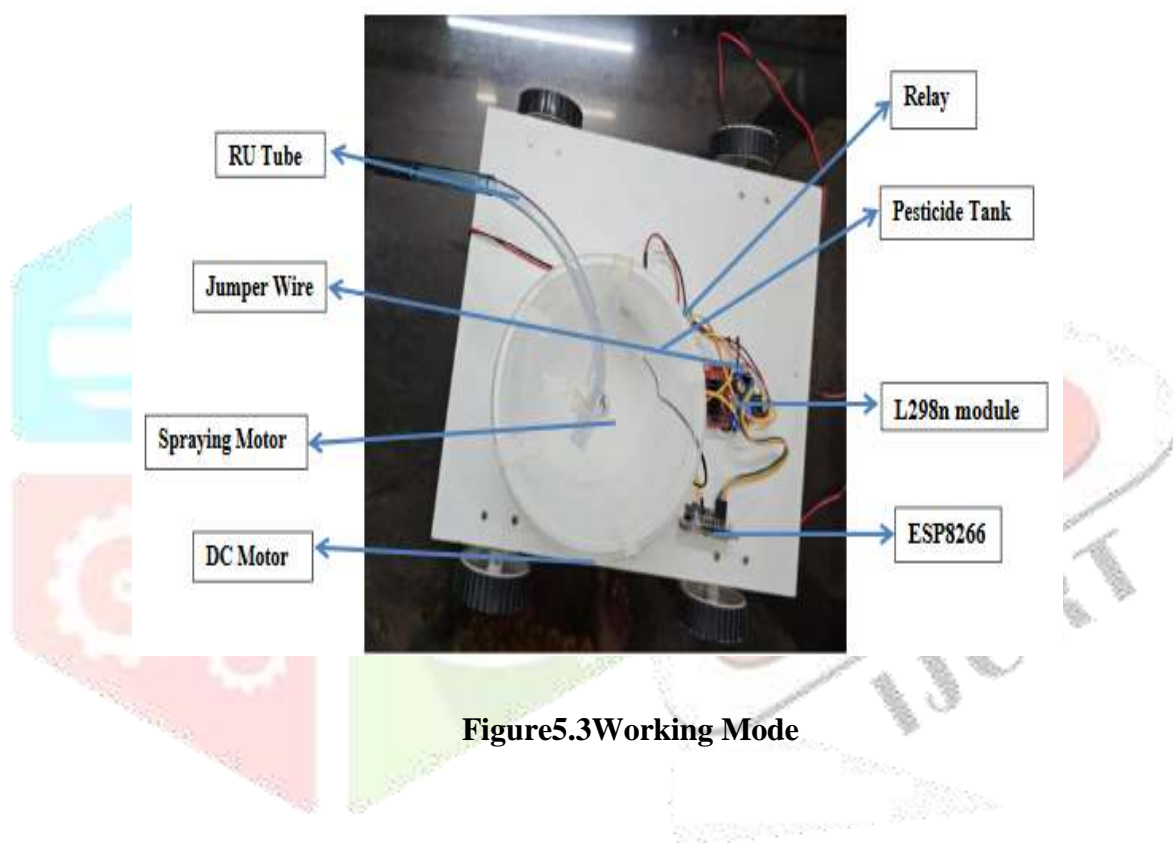 Relay
RU Tube
Pesticide Tank
Jumper Wire
L298n module
Spraying Motor
ESP8266
DC Motor
Figure5.3Working Mode